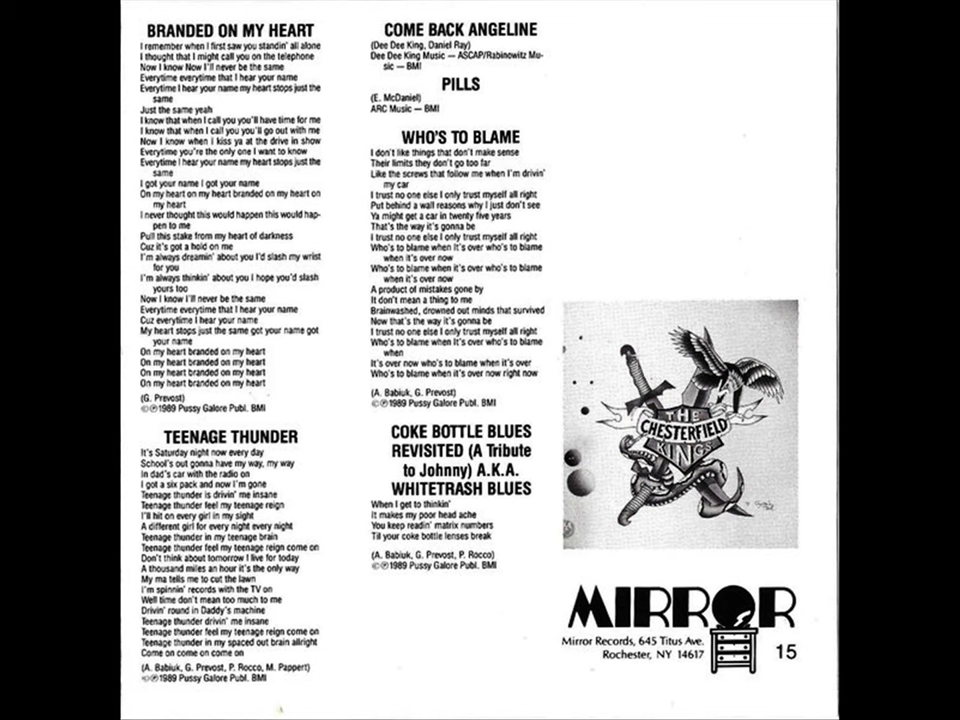 BRANDED ON MY HEART
I remember when I first saw you standin' all alone
I thought that I might call you on the telephone
Now I know Now I'll never be the same
Everytime everytime that I hear your name
Everytime I hear your name my heart stops just the
same
Just the same yeah
I know that when I call you you'll have time for me
I know that when I call you you'll go out with me
Now I know when I kiss ya at the drive in show
Everytime you're the only one I want to know
Everytime I hear your name my heart stops just the
same
I got your name I got your name
On my heart on my heart branded on my heart on
my heart
I never thought this would happen this would hap-
pen to me
Pull this stake from my heart of darkness
Cuz it's got a hold on me
I'm always dreamin' about you I'd slash my wrist
for you
I'm always thinkin' about you I hope you'd slash
yours too
Now I know I'll never be the same
Everytime everytime that I hear your name
Cuz everytime I hear your name
My heart stops just the same got your name got
your name
On my heart branded on my heart
On my heart branded on my heart
On my heart branded on my heart
On my heart branded on my heart
(G. Prevost)
©℗1989 Pussy Galore Publ. BMI
TEENAGE THUNDER
It's Saturday night now every day
School's out gonna have my way, my way
In dad's car with the radio on
I got a six pack and now I'm gone
Teenage thunder is drivin' me insane
Teenage thunder feel my teenage reign
I'll hit on every girl in my sight
A different girl for every night every night
Teenage thunder in my teenage brain
Teenage thunder feel my teenage reign come on
Don't think about tomorrow I live for today
A thousand miles an hour it's the only way
My ma tells me to cut the lawn
I'm spinnin' records with the TV on
Well time don't mean too much to me
Drivin' round in Daddy's machine
Teenage thunder drivin' me insane
Teenage thunder feel my teenage reign come on
Teenage thunder in my spaced out brain allright
Come on come on come on
(A. Babiuk, G. Prevost, P. Rocco, M. Pappert)
©℗1989 Pussy Galore Publ. BMI
COME BACK ANGELINE
(Dee Dee King, Daniel Ray)
Dee Dee King Music — ASCAP/Rabinowitz Mu-
sic — BMI
PILLS
(E. McDaniel)
ARC Music — BMI
WHO'S TO BLAME
I don't like things that don't make sense
Their limits they don't go too far
Like the screws that follow me when I'm drivin'
my car
I trust no one else I only trust myself all right
Put behind a wall reasons why I just don't see
Ya might get a car in twenty five years
That's the way it's gonna be
I trust no one else I only trust myself all right
Who's to blame when it's over who's to blame
when it's over now
Who's to blame when it's over who's to blame
when it's over now
A product of mistakes gone by
It don't mean a thing to me
Brainwashed, drowned out minds that survived
Now that's the way it's gonna be
I trust no one else I only trust myself all right
Who's to blame when it's over who's to blame
when
It's over now who's to blame when it's over
Who's to blame when it's over now right now
(A. Babiuk, G. Prevost)
©℗1989 Pussy Galore Publ. BMI
COKE BOTTLE BLUES
REVISITED (A Tribute
to Johnny) A.K.A.
WHITETRASH BLUES
When I get to thinkin'
It makes my poor head ache
You keep readin' matrix numbers
Til your coke bottle lenses break
(A. Babiuk, G. Prevost, P. Rocco)
©℗1989 Pussy Galore Publ. BMI
THE
CHESTERFIELD
KINGS
MIRROR
Mirror Records, 645 Titus Ave.
Rochester, NY 14617
15